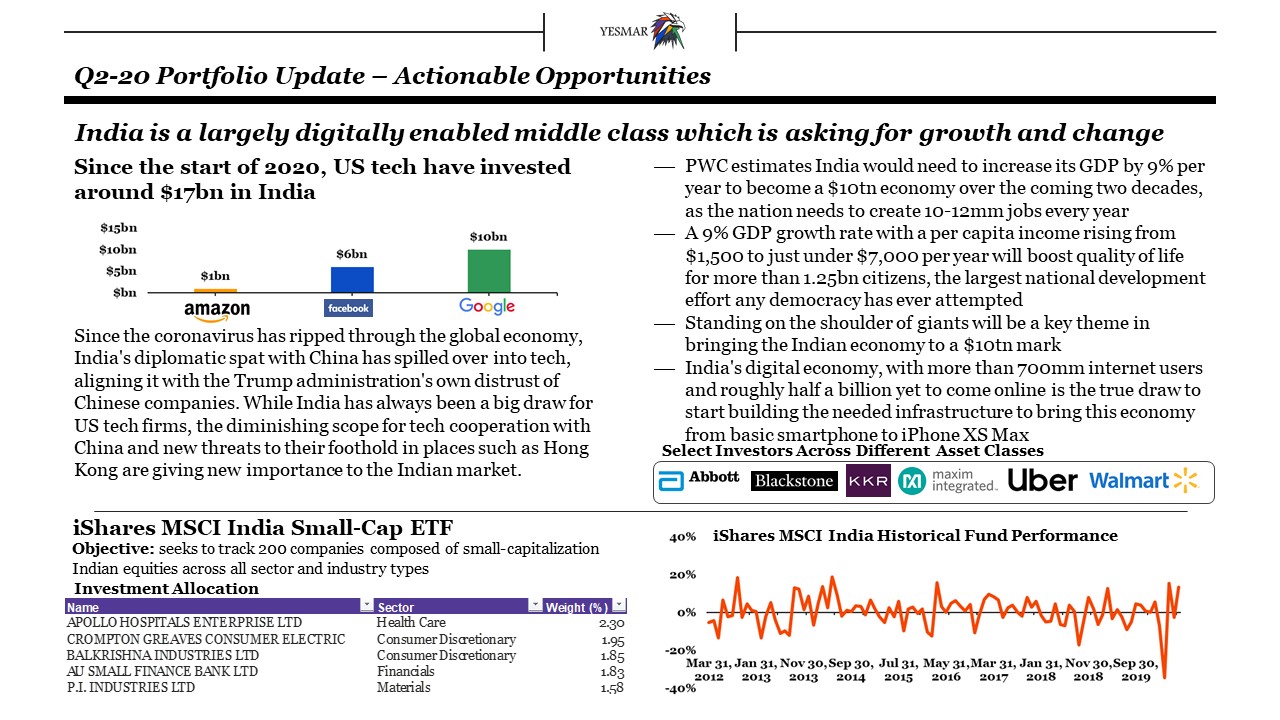 YESMAR
Q2-20 Portfolio Update – Actionable Opportunities
India is a largely digitally enabled middle class which is asking for growth and change
Since the start of 2020, US tech have invested
around $17bn in India
$15bn
$10bn
$5bn
$bn
$1bn
$6bn
$10bn
amazon
facebook
Google
Since the coronavirus has ripped through the global economy,
India's diplomatic spat with China has spilled over into tech,
aligning it with the Trump administration's own distrust of
Chinese companies. While India has always been a big draw for
US tech firms, the diminishing scope for tech cooperation with
China and new threats to their foothold in places such as Hong
Kong are giving new importance to the Indian market.
— PWC estimates India would need to increase its GDP by 9% per
year to become a $10tn economy over the coming two decades,
as the nation needs to create 10-12mm jobs every year
— A 9% GDP growth rate with a per capita income rising from
$1,500 to just under $7,000 per year will boost quality of life
for more than 1.25bn citizens, the largest national development
effort any democracy has ever attempted
— Standing on the shoulder of giants will be a key theme in
bringing the Indian economy to a $10tn mark
— India's digital economy, with more than 700mm internet users
and roughly half a billion yet to come online is the true draw to
start building the needed infrastructure to bring this economy
from basic smartphone to iPhone XS Max
Select Investors Across Different Asset Classes
Abbott Blackstone KKR maxim integrated™ Uber Walmart
iShares MSCI India Small-Cap ETF
Objective: seeks to track 200 companies composed of small-capitalization
Indian equities across all sector and industry types
Investment Allocation
Name Sector Weight (%)
APOLLO HOSPITALS ENTERPRISE LTD Health Care 2.30
CROMPTON GREAVES CONSUMER ELECTRIC Consumer Discretionary 1.95
BALKRISHNA INDUSTRIES LTD Consumer Discretionary 1.85
AU SMALL FINANCE BANK LTD Financials 1.83
P.I. INDUSTRIES LTD Materials 1.58
iShares MSCI India Historical Fund Performance
40%
20%
0%
-20%
-40%
Mar 31, Jan 31, Nov 30, Sep 30, Jul 31, May 31, Mar 31, Jan 31, Nov 30, Sep 30,
2012 2013 2013 2014 2015 2016 2017 2018 2018 2019